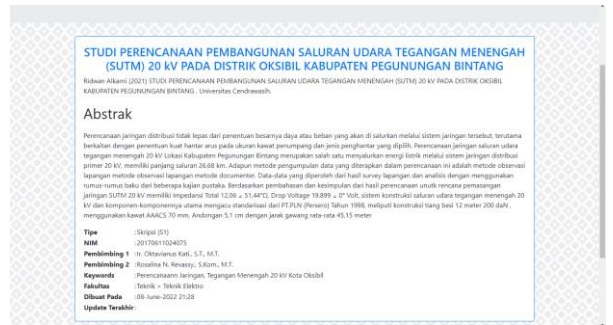 STUDI PERENCANAAN PEMBANGUNAN SALURAN UDARA TEGANGAN MENENGAH
(SUTM) 20 kV PADA DISTRIK OKSIBIL KABUPATEN PEGUNUNGAN BINTANG
Ridwan Alkarni (2021) STUDI PERENCANAAN PEMBANGUNAN SALURAN UDARA TEGANGAN MENENGAH (SUTM) 20 kV PADA DISTRIK OKSIBIL
KABUPATEN PEGUNUNGAN BINTANG. Universitas Cendrawasih.
Abstrak
Perencanaan jaringan distribusi tidak lepas dari penentuan besarnya daya atau beban yang akan di salurkan melalui sistem jaringan tersebut, terutama
berkaitan dengan penentuan kuat hantar arus pada ukuran kawat penumpang dan jenis penghantar yang dipilih. Perencanaan jaringan saluran udara
tegangan menengah 20 kV Lokasi Kabupaten Pegunungan Bintang merupakan salah satu menyalurkan energi listrik melalui sistem jaringan distribusi
primer 20 kV, memiliki panjang saluran 26.68 km. Adapun metode pengumpulan data yang diterapkan dalam perencanaan ini adalah metode observasi
lapangan metode observasi lapangan metode documenter. Data-data yang diperoleh dari hasil survey lapangan dan analisis dengan menggunakan
rumus-rumus baku dari beberapa kajian pustaka. Berdasarkan pembahasan dan kesimpulan dari hasil perencanaan unutk rencana pemasangan
jaringan SUTM 20 kV memiliki Impedansi Total 12,06 ∠ 51,44°Ω, Drop Voltage 19.899 ∠ 0° Volt, sistem konstruksi saluran udara tegangan menengah 20
kV dan komponen-komponennya utama mengacu standarisasi dari PT.PLN (Persero) Tahun 1998, meliputi konstruksi tiang besi 12 meter 200 daN ,
menggunakan kawat AAACS 70 mm, Andongan 5,1 cm dengan jarak gawang rata-rata 45,15 meter
Tipe : Skripsi (S1)
NIM : 20170611024075
Pembimbing 1 : Ir. Oktavianus Kati., S.T., M.T.
Pembimbing 2 : Rosalina N. Revassy., S.Kom., M.T.
Keywords : Perencanaann Jaringan, Tegangan Menengah 20 kV Kota Oksibil
Fakultas : Teknik > Teknik Elektro
Dibuat Pada : 08-June-2022 21:28
Update Terakhir :